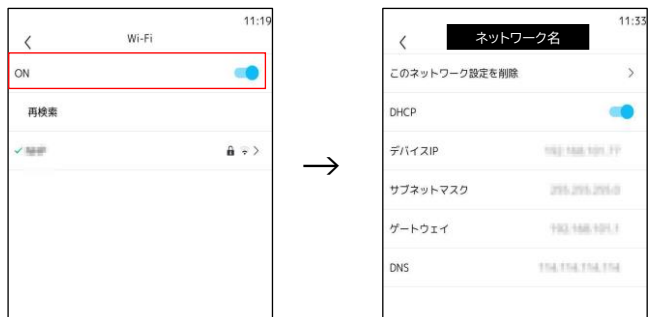 11:19
Wi-Fi
ON
再検索
→
11:33
ネットワーク名
このネットワーク設定を削除
DHCP
デバイスIP
サブネットマスク
ゲートウェイ
DNS